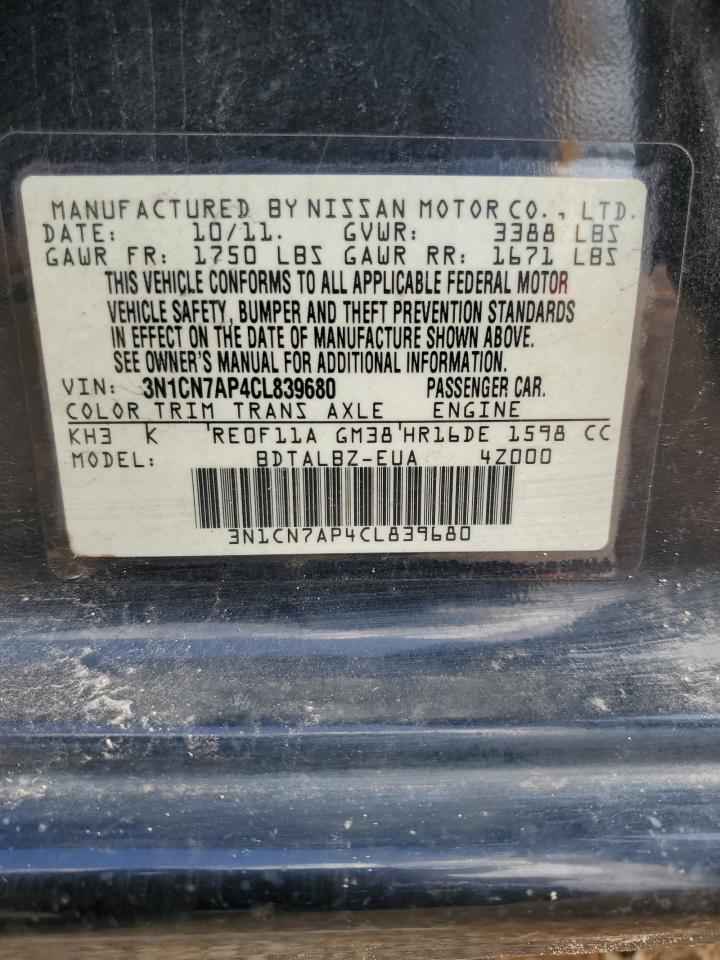 MANUFACTURED BY NISSAN MOTOR CO., LTD.
DATE: 10/11. GVWR: 3388 LBS
GAWR FR: 1750 LBS GAWR RR: 1671 LBS
THIS VEHICLE CONFORMS TO ALL APPLICABLE FEDERAL MOTOR
VEHICLE SAFETY, BUMPER AND THEFT PREVENTION STANDARDS
IN EFFECT ON THE DATE OF MANUFACTURE SHOWN ABOVE.
SEE OWNER'S MANUAL FOR ADDITIONAL INFORMATION.
VIN: 3N1CN7AP4CL839680 PASSENGER CAR.
COLOR TRIM TRANS AXLE ENGINE
KH3 K 'RE0F11A GM38'HR16DE 1598 CC
MODEL: BDTALBZ-EUA 4Z000
3N1CN7AP4CL839680